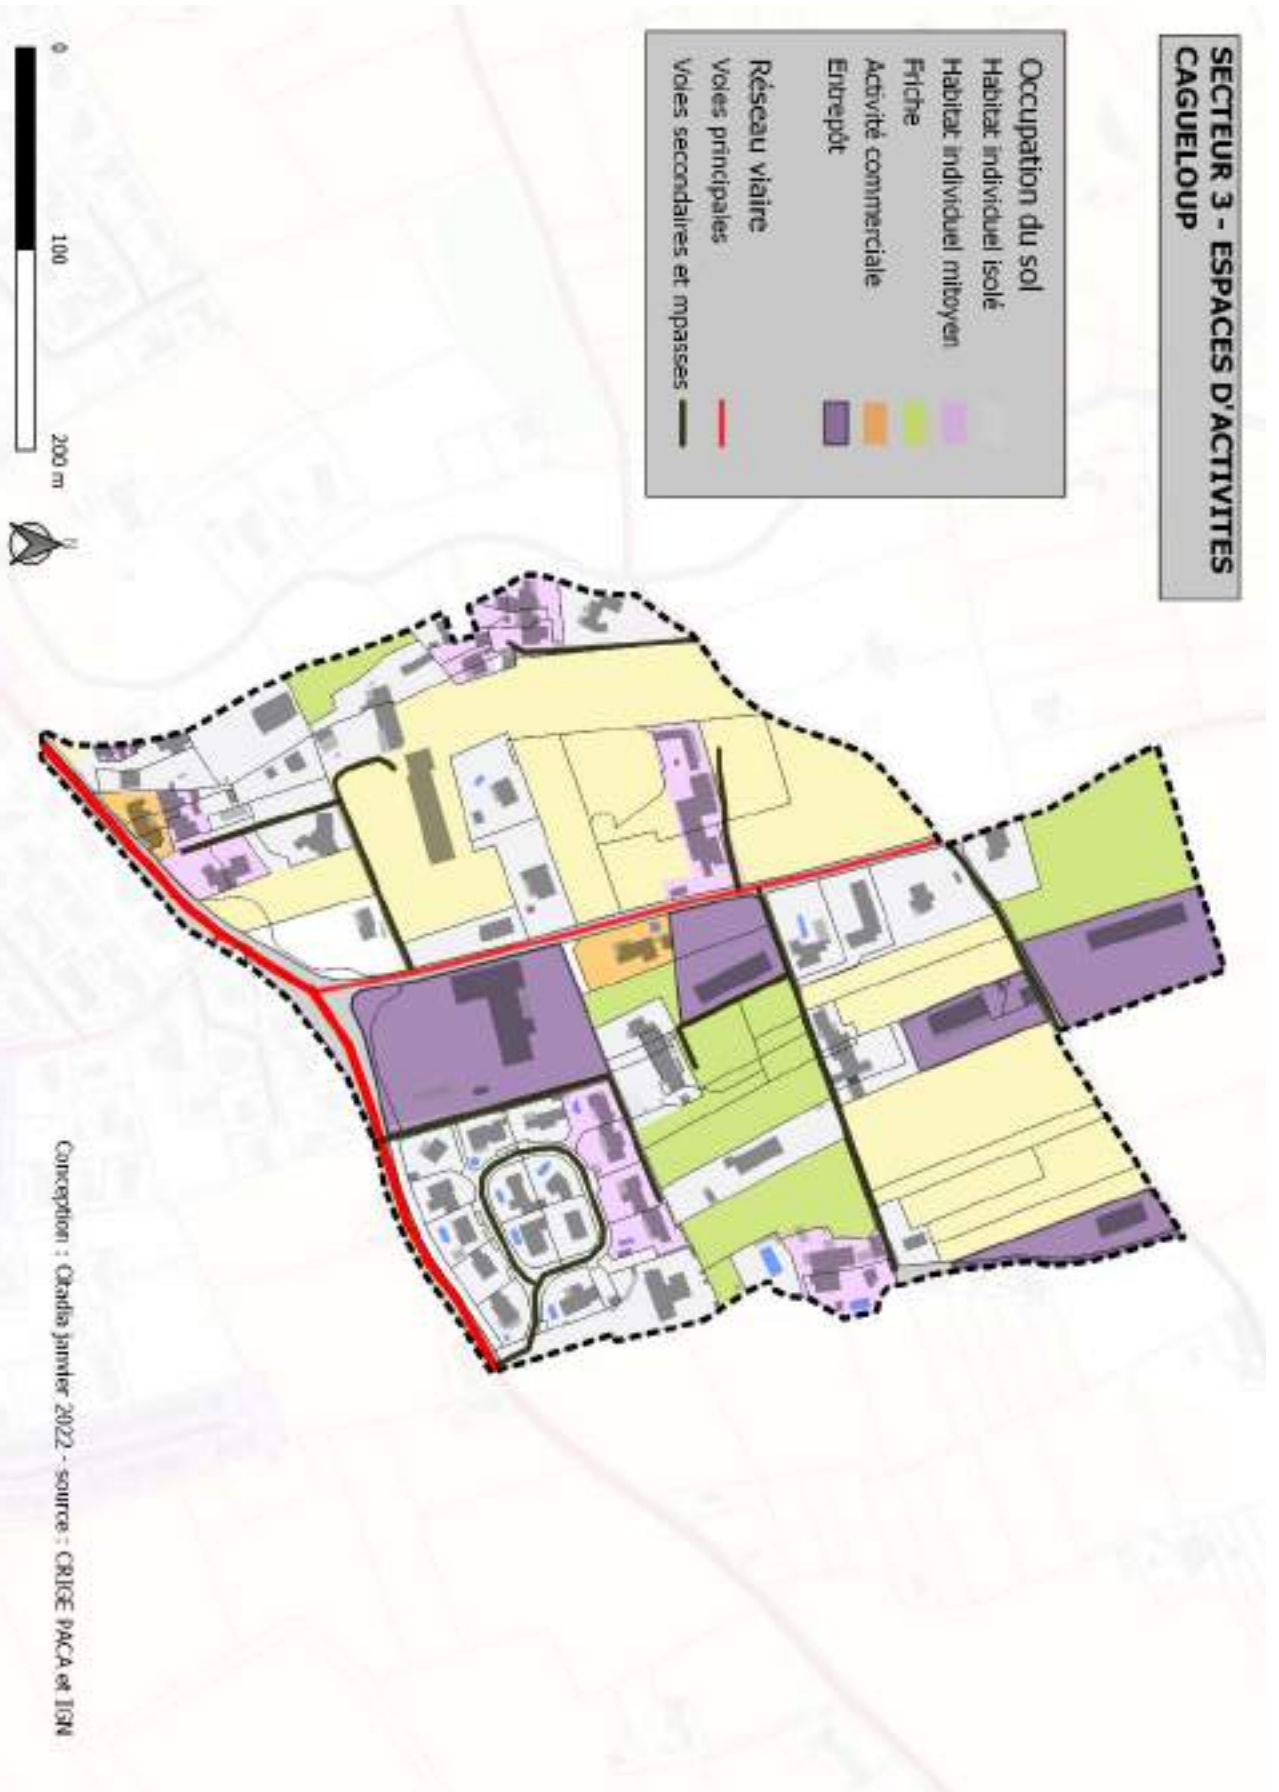 SECTEUR 3 - ESPACES D'ACTIVITES
CAGUELOUP
Occupation du sol
Habitat individuel isolé
Habitat individuel mitoyen
Friche
Activité commerciale
Entrepôt
Réseau viaire
Voies principales
Voies secondaires et mpasses
0 100 200 m
N
Conception : Citadia janvier 2022 - source : CRIGE PACA et IGN